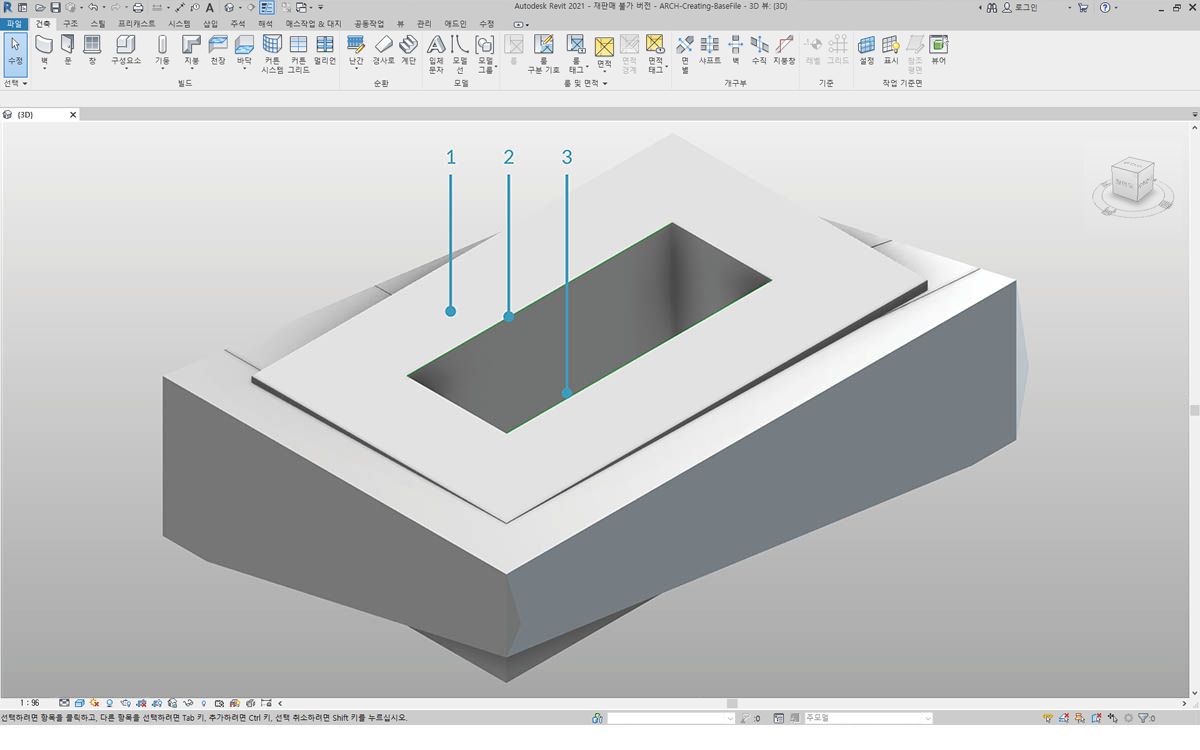 Autodesk Revit 2021 - 재판매 불가 버전 - ARCH-Creating-BaseFile - 3D 뷰: {3D}
로그인
파일 건축 구조 스틸 프리캐스트 시스템 삽입 주석 해석 매스작업 & 대지 공동작업 뷰 관리 애드인 수정
수정 벽 문 창 구성요소 기둥 지붕 천장 바닥 커튼 시스템 커튼 그리드 멀리언 난간 경사로 계단 입체 문자 모델 선 모델 그룹 룸 룸 구분 기호 룸 태그 면적 면적 경계 면적 태그 면 별 샤프트 벽 수직 지붕창 레벨 그리드 설정 표시 참조 평면 뷰어
선택 빌드 순환 모델 룸 및 면적 개구부 기준 작업 기준면
{3D}
1 2 3
1 : 96
선택하려면 항목을 클릭하고, 다른 항목을 선택하려면 Tab 키, 추가하려면 Ctrl 키, 선택 취소하려면 Shift 키를 누르십시오.
:0
주모델
:0